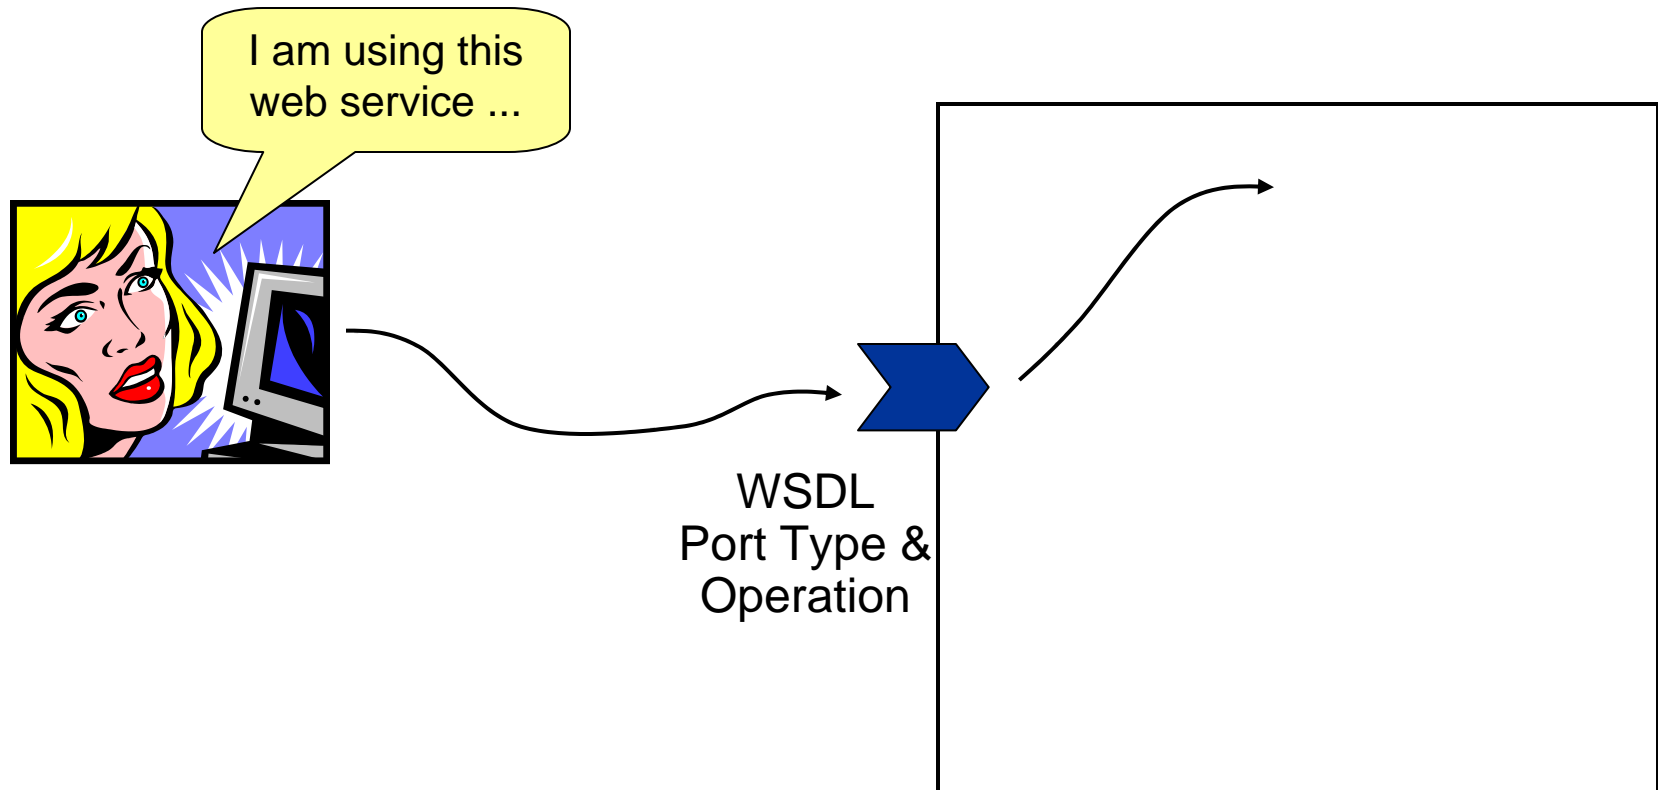 I am using this
web service ...
WSDL
Port Type &
Operation